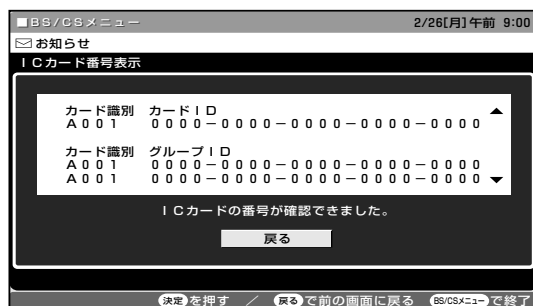 ■BS/CSメニュー 2/26[月]午前 9:00
お知らせ
ICカード番号表示
カード識別 カードID
A001 0000-0000-0000-0000-0000
カード識別 グループID
A001 0000-0000-0000-0000-0000
A001 0000-0000-0000-0000-0000
ICカードの番号が確認できました。
戻る
決定を押す / 戻るで前の画面に戻る BS/CSメニューで終了